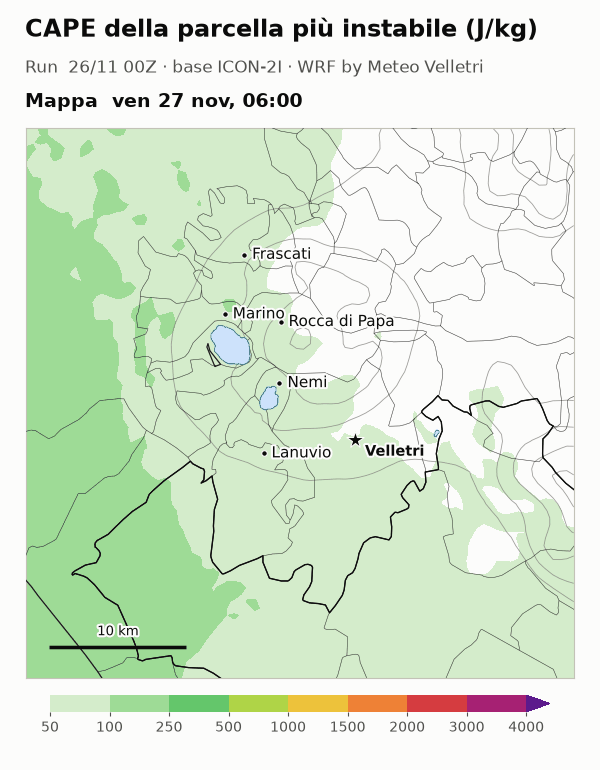 CAPE della parcella più instabile (J/kg)
Run  26/11 00Z · base ICON-2I · WRF by Meteo Velletri
Mappa  ven 27 nov, 06:00
Frascati
Marino
Rocca di Papa
Nemi
Velletri
Lanuvio
10 km
50 100 250 500 1000 1500 2000 3000 4000